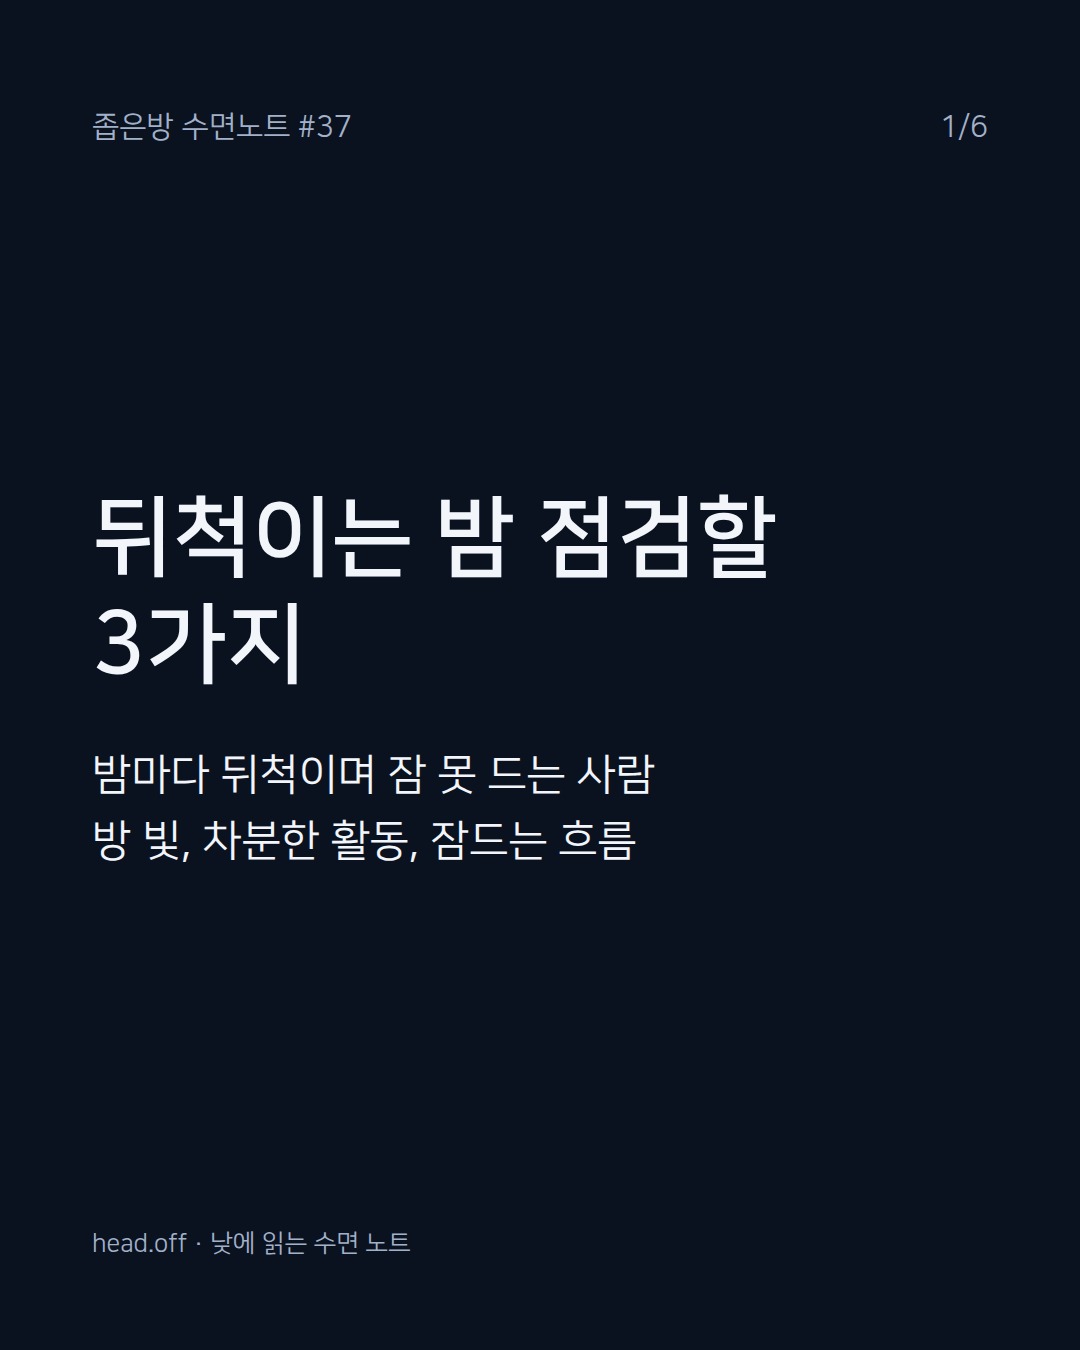 좁은방 수면노트 #37
1/6
뒤척이는 밤 점검할
3가지
밤마다 뒤척이며 잠 못 드는 사람
방 빛, 차분한 활동, 잠드는 흐름
head.off · 낮에 읽는 수면 노트